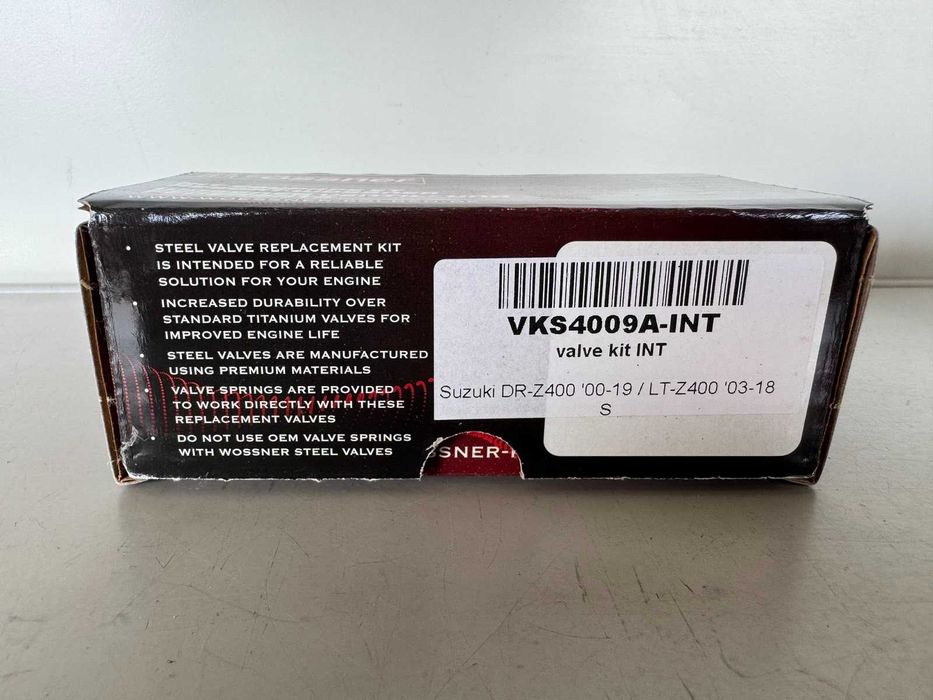 • STEEL VALVE REPLACEMENT KIT
IS INTENDED FOR A RELIABLE
SOLUTION FOR YOUR ENGINE
• INCREASED DURABILITY OVER
STANDARD TITANIUM VALVES FOR
IMPROVED ENGINE LIFE
• STEEL VALVES ARE MANUFACTURED
USING PREMIUM MATERIALS
• VALVE SPRINGS ARE PROVIDED
TO WORK DIRECTLY WITH THESE
REPLACEMENT VALVES
• DO NOT USE OEM VALVE SPRINGS
WITH WOSSNER STEEL VALVES
VKS4009A-INT
valve kit INT
Suzuki DR-Z400 '00-19 / LT-Z400 '03-18
S
SSNER-